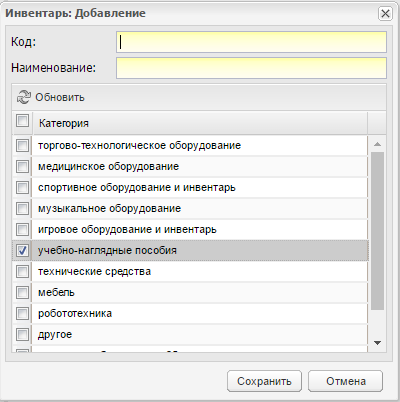 Инвентарь: Добавление
Код:
Наименование:
Обновить
Категория
торгово-технологическое оборудование
медицинское оборудование
спортивное оборудование и инвентарь
музыкальное оборудование
игровое оборудование и инвентарь
учебно-наглядные пособия
технические средства
мебель
робототехника
другое
Сохранить
Отмена